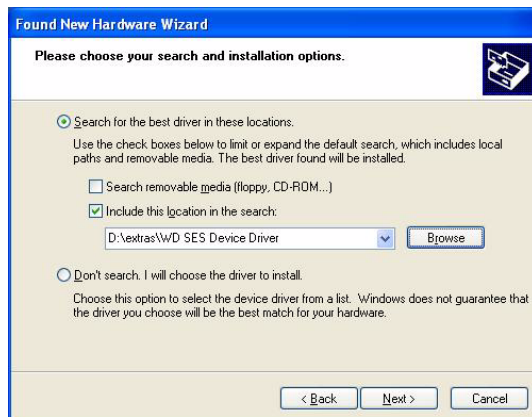 Found New Hardware Wizard
Please choose your search and installation options.
Search for the best driver in these locations.
Use the check boxes below to limit or expand the default search, which includes local
paths and removable media. The best driver found will be installed.
Search removable media (floppy, CD-ROM...)
Include this location in the search:
D:\extras\WD SES Device Driver
Browse
Don't search. I will choose the driver to install.
Choose this option to select the device driver from a list. Windows does not guarantee that
the driver you choose will be the best match for your hardware.
< Back Next > Cancel